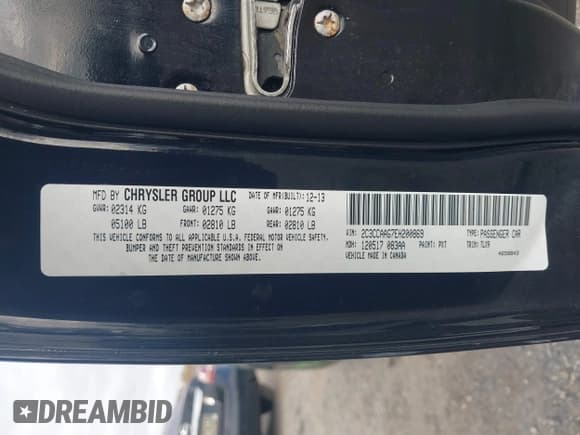 MFD BY CHRYSLER GROUP LLC DATE OF MFR(BUILT): 12-13
GVWR: 02314 KG GAWR: 01275 KG GAWR: 01275 KG
05100 LB FRONT: 02810 LB REAR: 02810 LB
THIS VEHICLE CONFORMS TO ALL APPLICABLE U.S.A. FEDERAL MOTOR VEHICLE SAFETY,
BUMPER AND THEFT PREVENTION STANDARDS IN EFFECT ON
THE DATE OF MANUFACTURE SHOWN ABOVE.
VIN: 2C3CCAAG7EH200869 TYPE: PASSENGER CAR
MDH: 120517 083AA PAINT: PXT TRIM: TLX9
VEHICLE MADE IN CANADA
DREAMBID